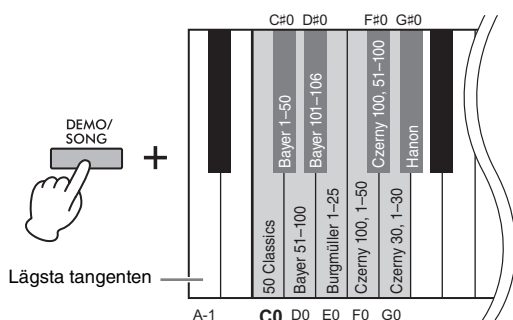 C#0 D#0 F#0 G#0
DEMO/
SONG
+
50 Classics
Bayer 1–50
Bayer 51–100
Bayer 101–106
Burgmüller 1–25
Czerny 100, 1–50
Czerny 100, 51–100
Czerny 30, 1–30
Hanon
Lägsta tangenten
A-1 C0 D0 E0 F0 G0